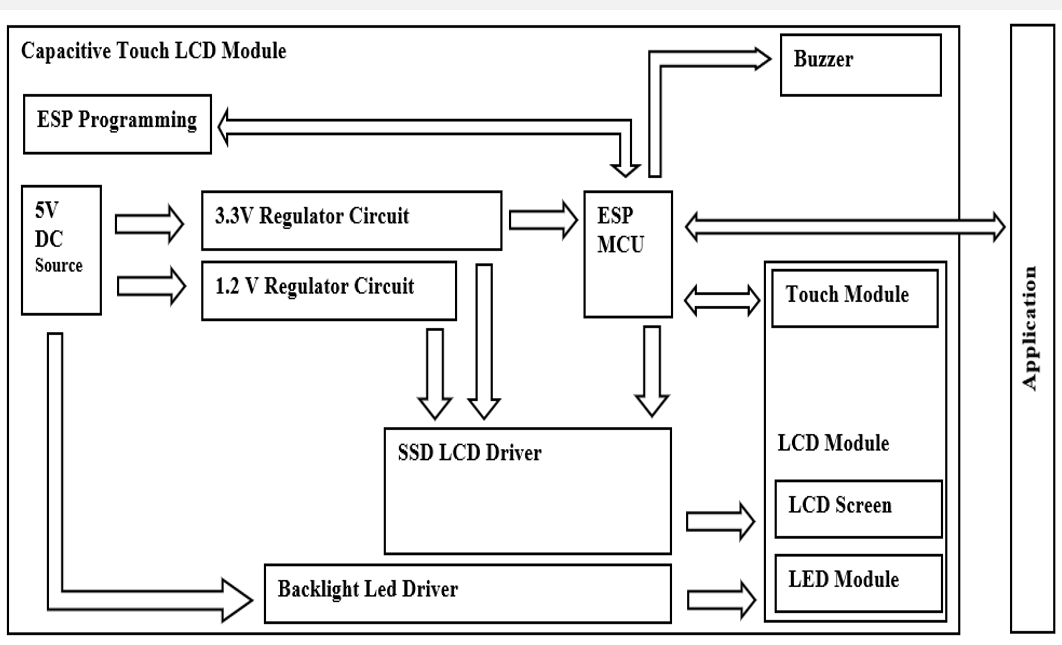 Capacitive Touch LCD Module
Buzzer
ESP Programming
5V
DC
Source
3.3V Regulator Circuit
1.2 V Regulator Circuit
ESP
MCU
Touch Module
LCD Module
LCD Screen
LED Module
SSD LCD Driver
Backlight Led Driver
Application